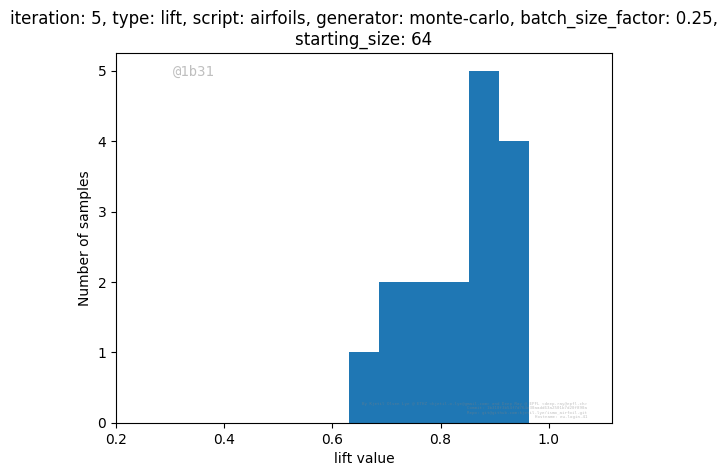 iteration: 5, type: lift, script: airfoils, generator: monte-carlo, batch_size_factor: 0.25,
starting_size: 64
@1b31
5
4
3
2
1
0
Number of samples
0.2 0.4 0.6 0.8 1.0
lift value